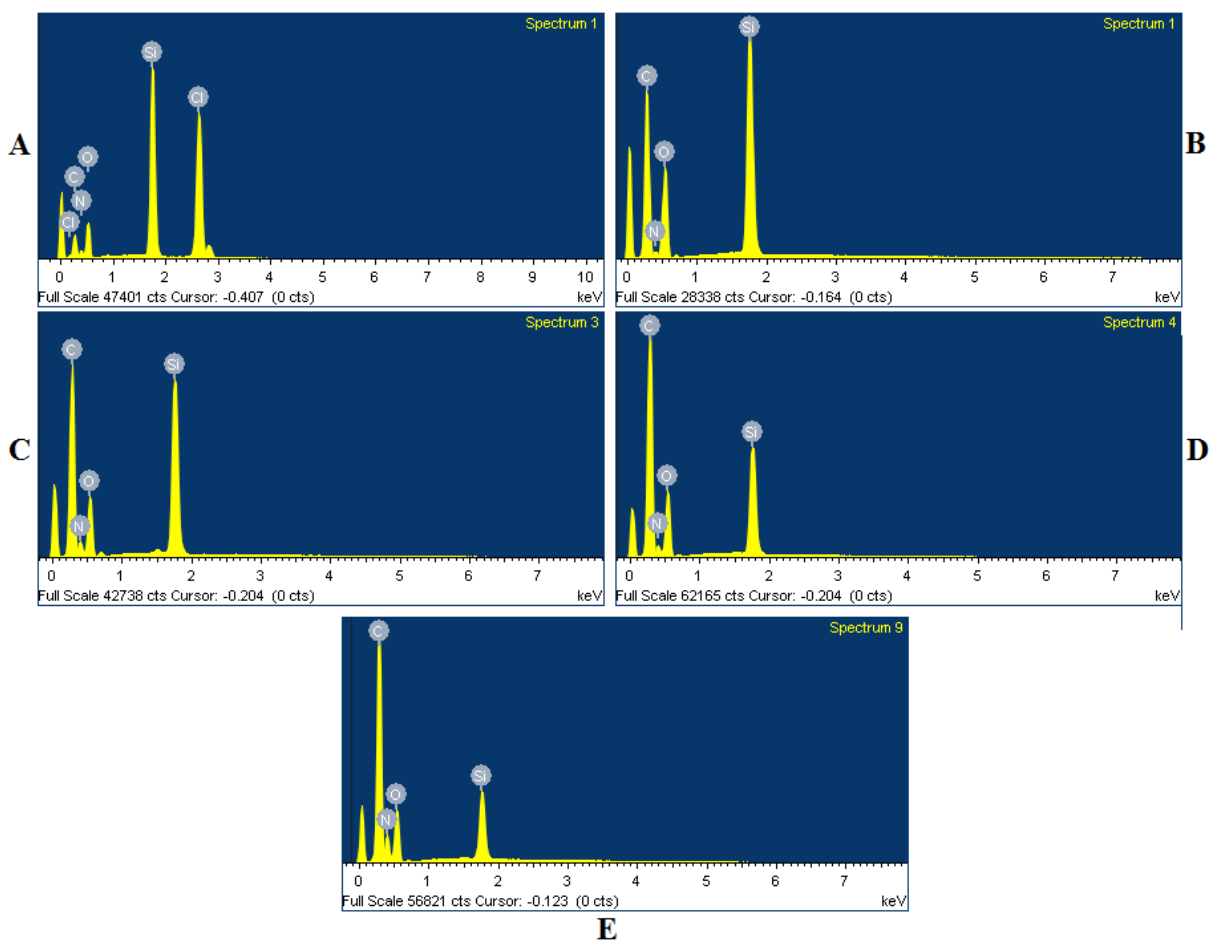 Spectrum 1
Si
Cl
O
C
N
Cl
A
0 1 2 3 4 5 6 7 8 9 10
Full Scale 47401 cts Cursor: -0.407 (0 cts) keV
Spectrum 1
Si
C
O
N
B
0 1 2 3 4 5 6 7
Full Scale 28338 cts Cursor: -0.164 (0 cts) keV
Spectrum 3
C
Si
O
N
C
0 1 2 3 4 5 6 7
Full Scale 42738 cts Cursor: -0.204 (0 cts) keV
Spectrum 4
C
Si
O
N
D
0 1 2 3 4 5 6 7
Full Scale 62165 cts Cursor: -0.204 (0 cts) keV
Spectrum 9
C
Si
O
N
0 1 2 3 4 5 6 7
Full Scale 56821 cts Cursor: -0.123 (0 cts) keV
E